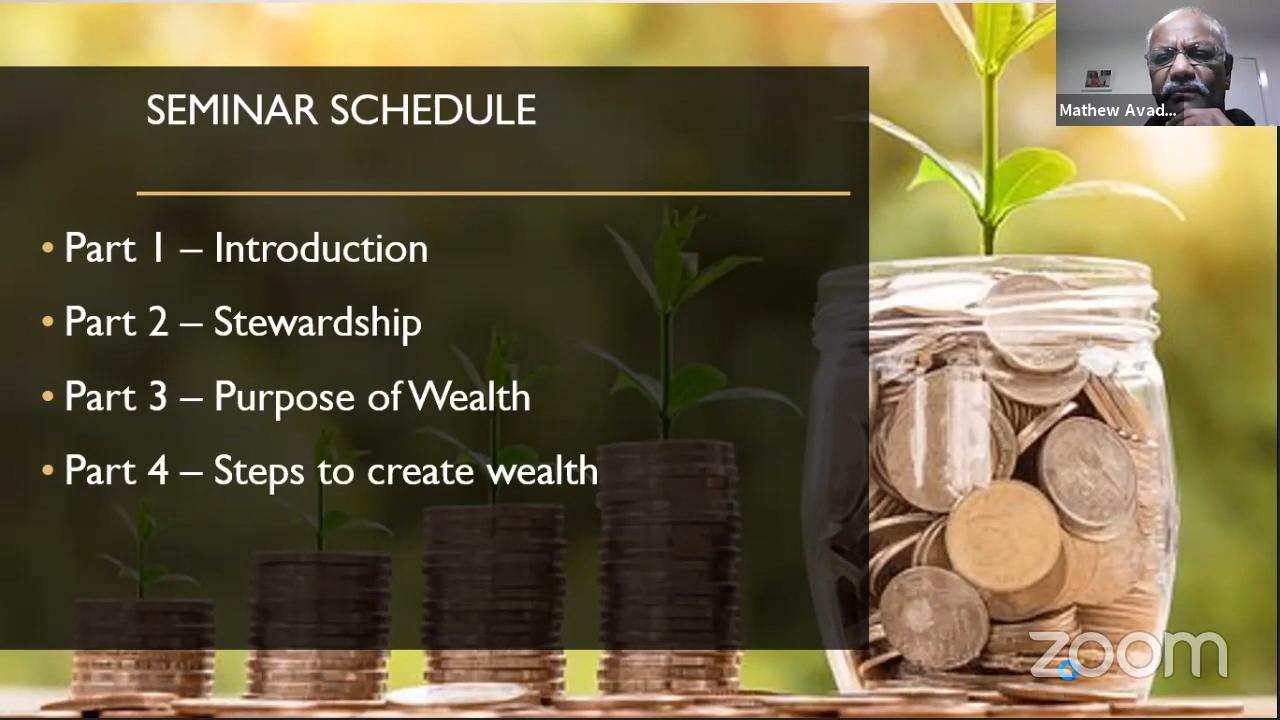 SEMINAR SCHEDULE
• Part 1 – Introduction
• Part 2 – Stewardship
• Part 3 – Purpose of Wealth
• Part 4 – Steps to create wealth
Mathew Avad...
zoom